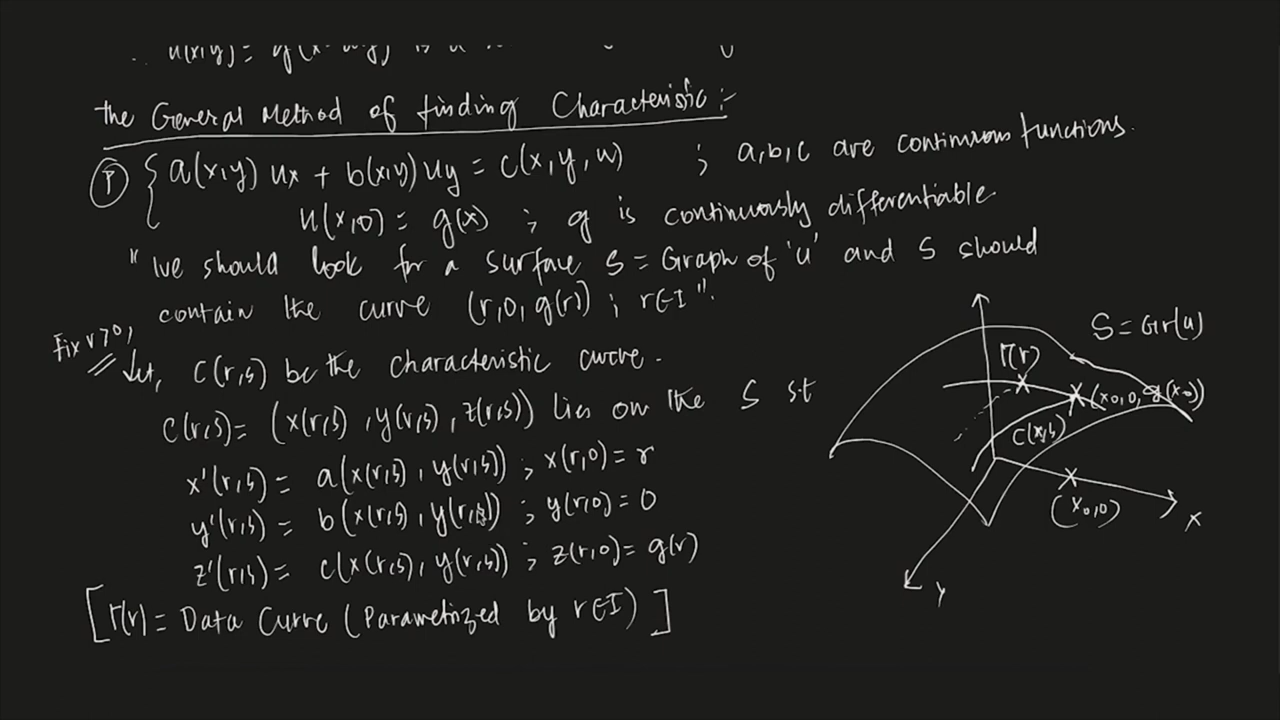 the General Method of finding Characteristic :-
(P) { a(x,y) ux + b(x,y) uy = c(x,y,u) ; a,b,c are continuous functions.
u(x,0) = g(x) ; g is continuously differentiable
"We should look for a surface S = Graph of 'u' and S should
contain the curve (r,0,g(r)) ; r∈I".
Fix r>0,
Let, C(r,s) be the characteristic curve.
C(r,s) = (x(r,s), y(r,s), z(r,s)) lies on the S s.t
x'(r,s) = a(x(r,s), y(r,s)) ; x(r,0) = r
y'(r,s) = b(x(r,s), y(r,s)) ; y(r,0) = 0
z'(r,s) = c(x(r,s), y(r,s)) ; z(r,0) = g(r)
[Γ(r) = Data Curve (Parametrized by r∈I)]
S = Gr(u)
Γ(r)
(x0,0,g(x0))
(x0,0)
x
y